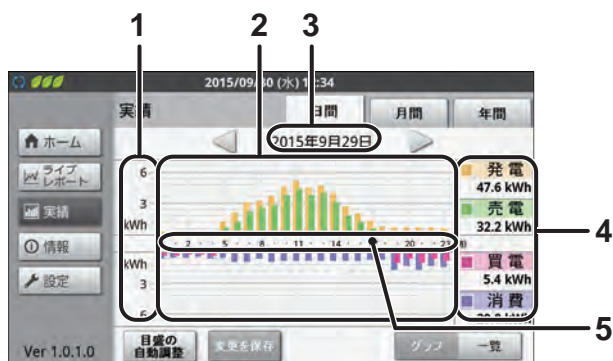 1 2 3
2015/09/30 (水) 1 :34
実績 日間 月間 年間
ホーム
2015年9月29日
ライブ
レポート
実績
情報
設定
6
3
kWh
2 5 8 11 14 20 23 時
kWh
3
6
発電
47.6 kWh
売電
32.2 kWh
買電
5.4 kWh
消費
4
5
Ver 1.0.1.0
目盛の
自動調整
変更を保存
グラフ 一覧